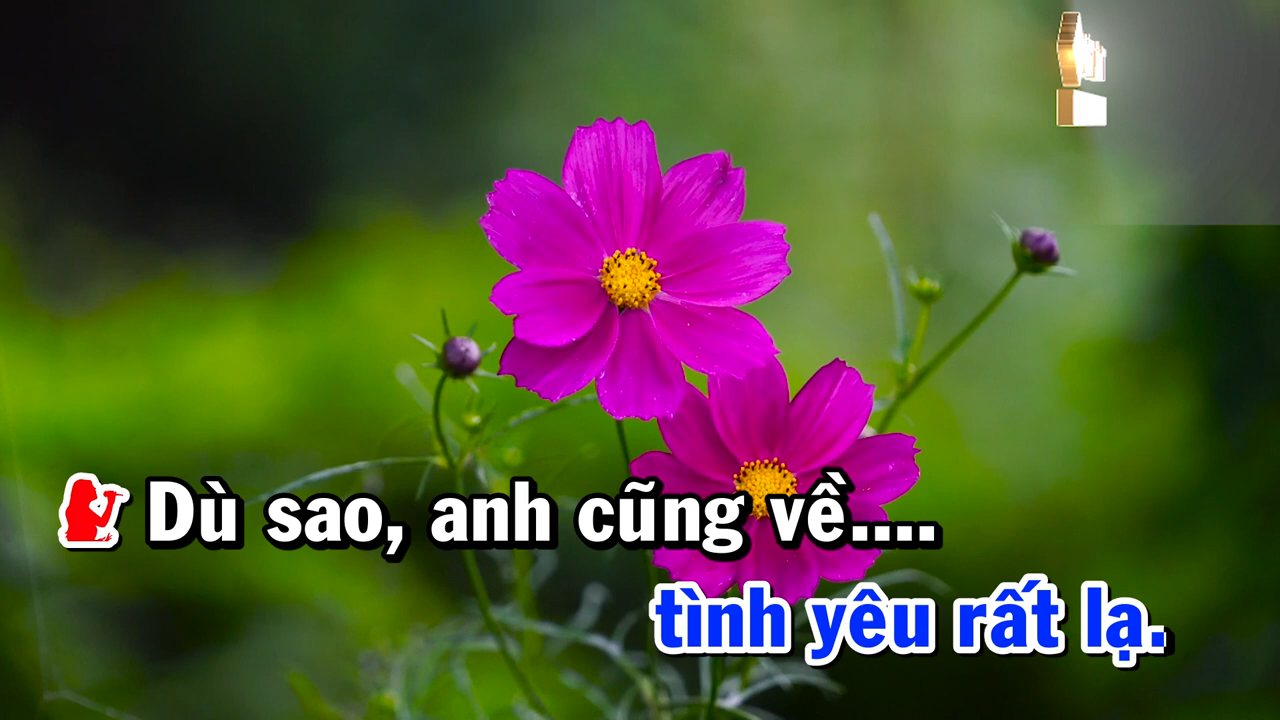 Dù sao, anh cũng về....
tình yêu rất lạ.